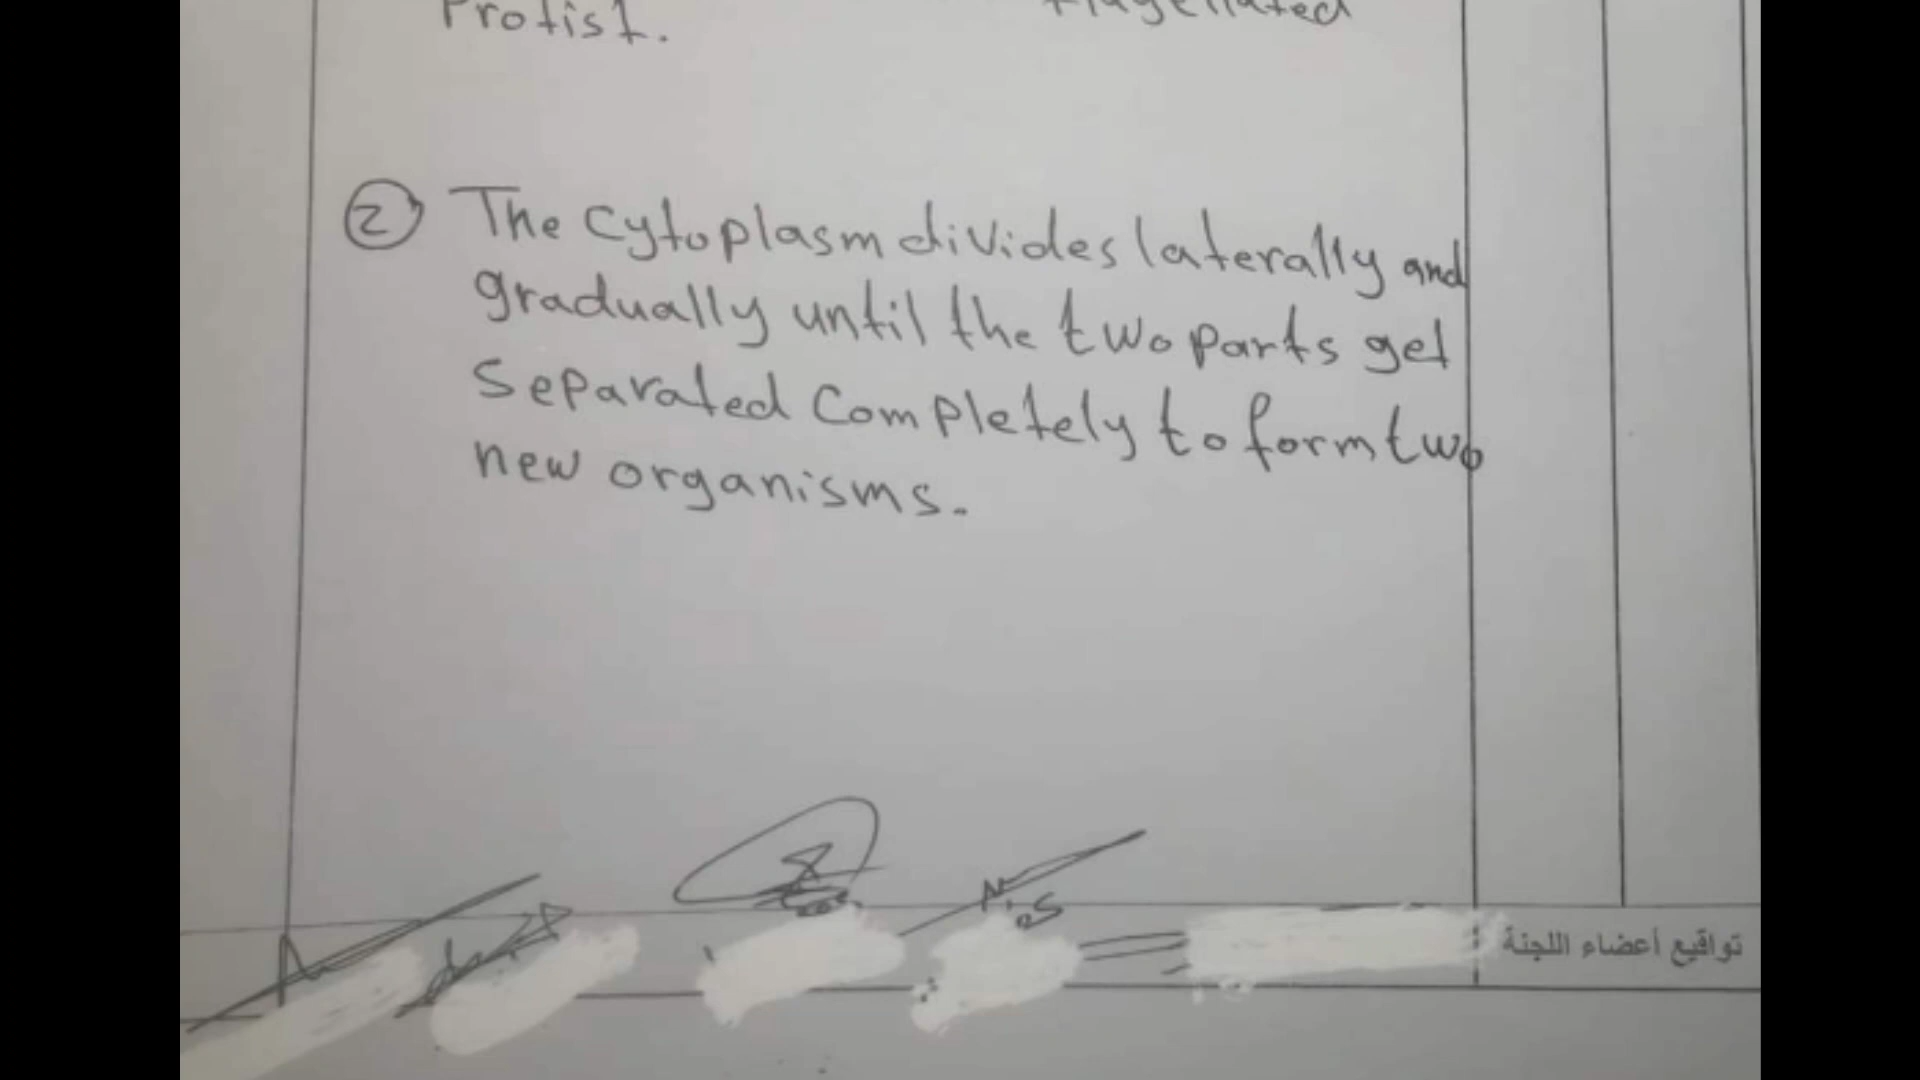 Protist. Flagellated
② The cytoplasm divides laterally and
gradually until the two parts get
Separated Completely to form two
new organisms.
تواقيع أعضاء اللجنة :